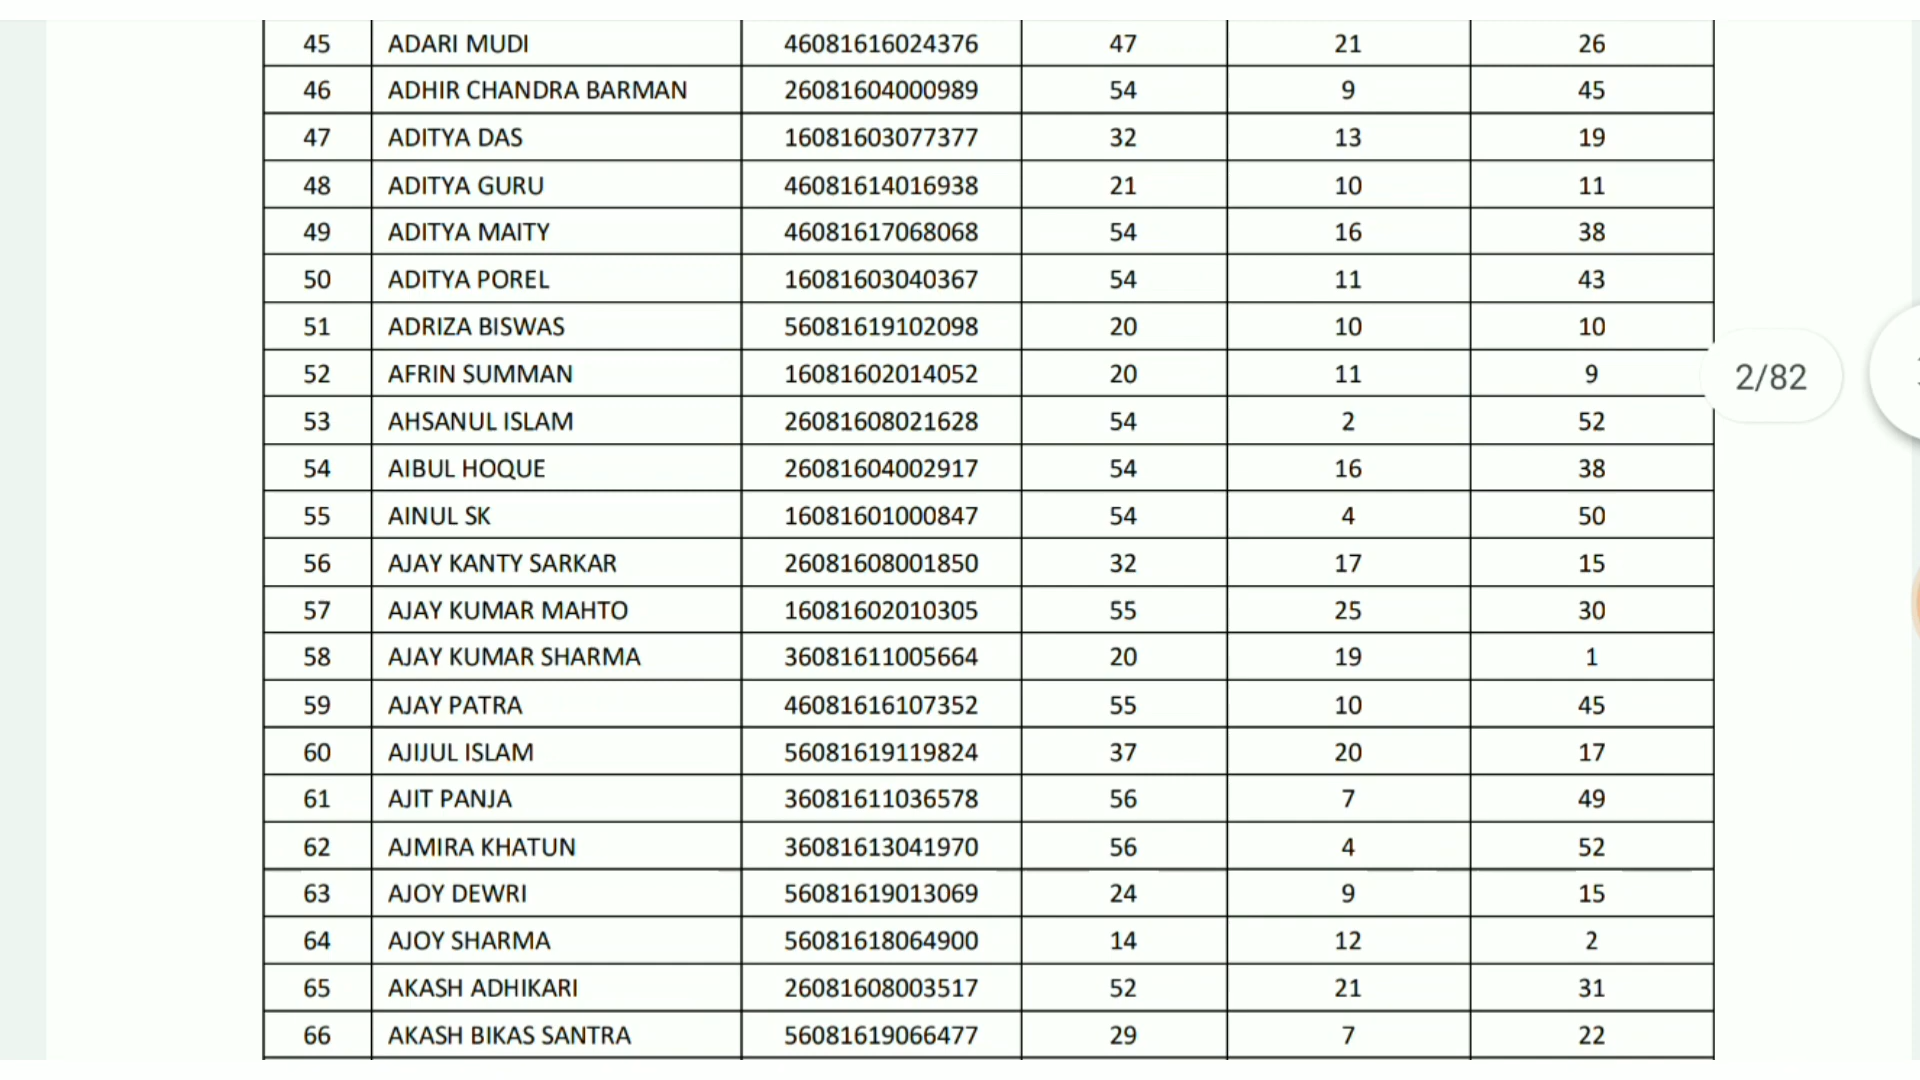 45 ADARI MUDI 46081616024376 47 21 26
46 ADHIR CHANDRA BARMAN 26081604000989 54 9 45
47 ADITYA DAS 16081603077377 32 13 19
48 ADITYA GURU 46081614016938 21 10 11
49 ADITYA MAITY 46081617068068 54 16 38
50 ADITYA POREL 16081603040367 54 11 43
51 ADRIZA BISWAS 56081619102098 20 10 10
52 AFRIN SUMMAN 16081602014052 20 11 9
2/82
53 AHSANUL ISLAM 26081608021628 54 2 52
54 AIBUL HOQUE 26081604002917 54 16 38
55 AINUL SK 16081601000847 54 4 50
56 AJAY KANTY SARKAR 26081608001850 32 17 15
57 AJAY KUMAR MAHTO 16081602010305 55 25 30
58 AJAY KUMAR SHARMA 36081611005664 20 19 1
59 AJAY PATRA 46081616107352 55 10 45
60 AJIJUL ISLAM 56081619119824 37 20 17
61 AJIT PANJA 36081611036578 56 7 49
62 AJMIRA KHATUN 36081613041970 56 4 52
63 AJOY DEWRI 56081619013069 24 9 15
64 AJOY SHARMA 56081618064900 14 12 2
65 AKASH ADHIKARI 26081608003517 52 21 31
66 AKASH BIKAS SANTRA 56081619066477 29 7 22